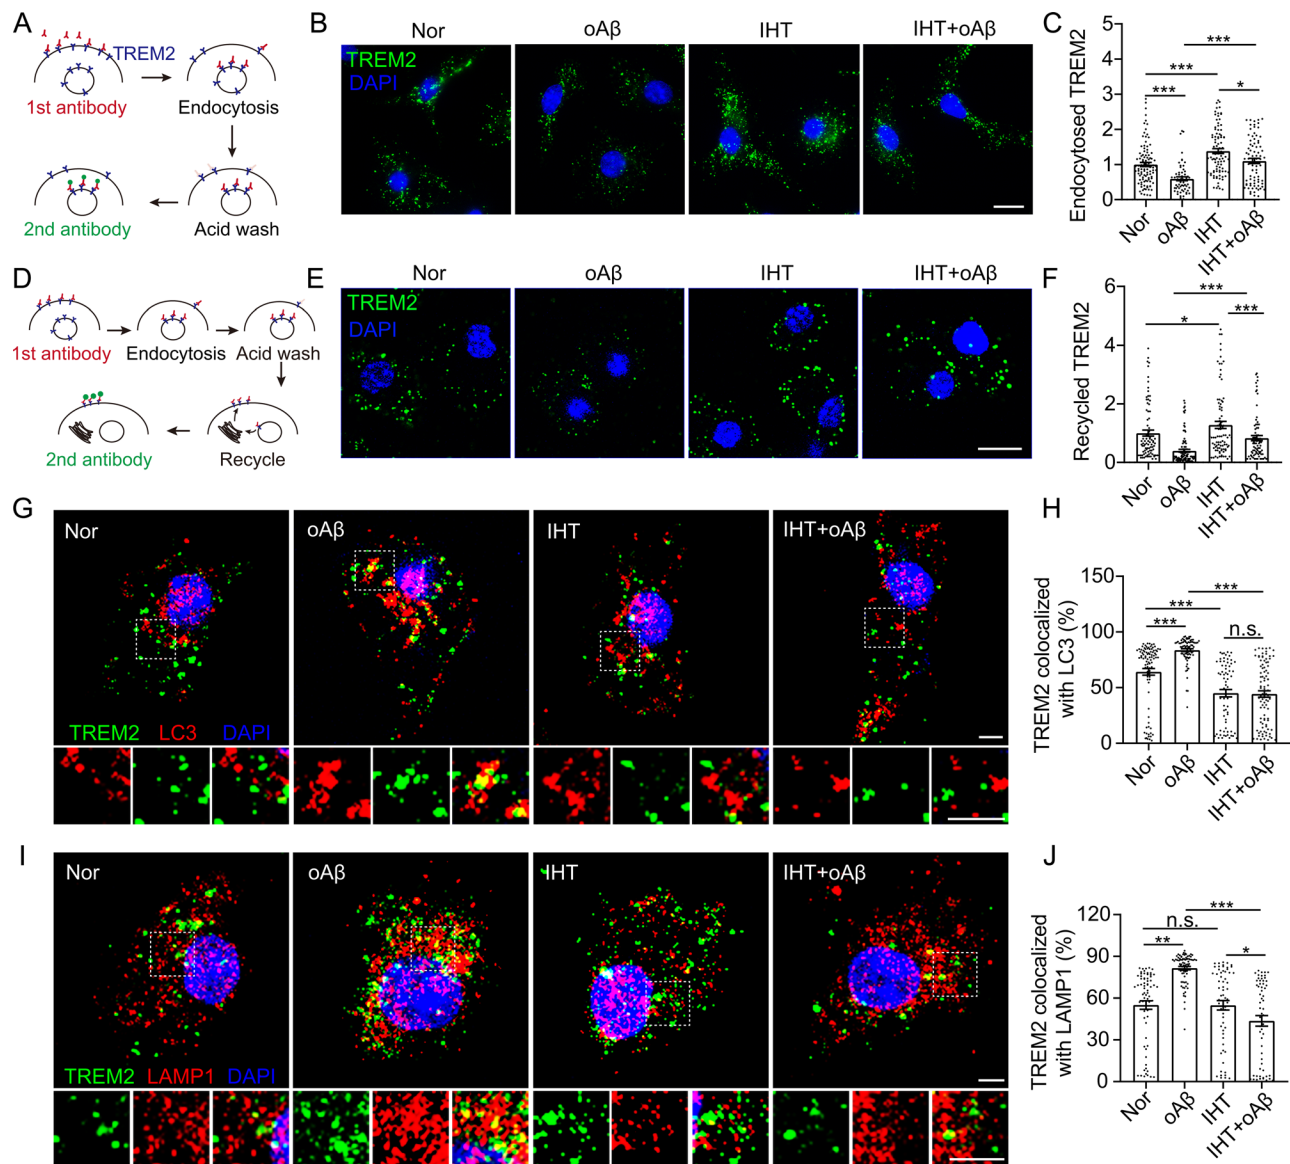 A
TREM2
1st antibody
Endocytosis
2nd antibody
Acid wash
B
Nor
oAβ
IHT
IHT+oAβ
TREM2
DAPI
C
Endocytosed TREM2
5
4
3
2
1
0
***
***
***
*
Nor
oAβ
IHT
IHT+oAβ
D
1st antibody
Endocytosis
Acid wash
2nd antibody
Recycle
E
Nor
oAβ
IHT
IHT+oAβ
TREM2
DAPI
F
Recycled TREM2
6
4
2
0
***
*
***
Nor
oAβ
IHT
IHT+oAβ
G
Nor
oAβ
IHT
IHT+oAβ
TREM2 LC3 DAPI
H
TREM2 colocalized
with LC3 (%)
150
100
50
0
***
***
***
n.s.
Nor
oAβ
IHT
IHT+oAβ
I
Nor
oAβ
IHT
IHT+oAβ
TREM2 LAMP1 DAPI
J
TREM2 colocalized
with LAMP1 (%)
120
90
60
30
0
***
n.s.
**
*
Nor
oAβ
IHT
IHT+oAβ